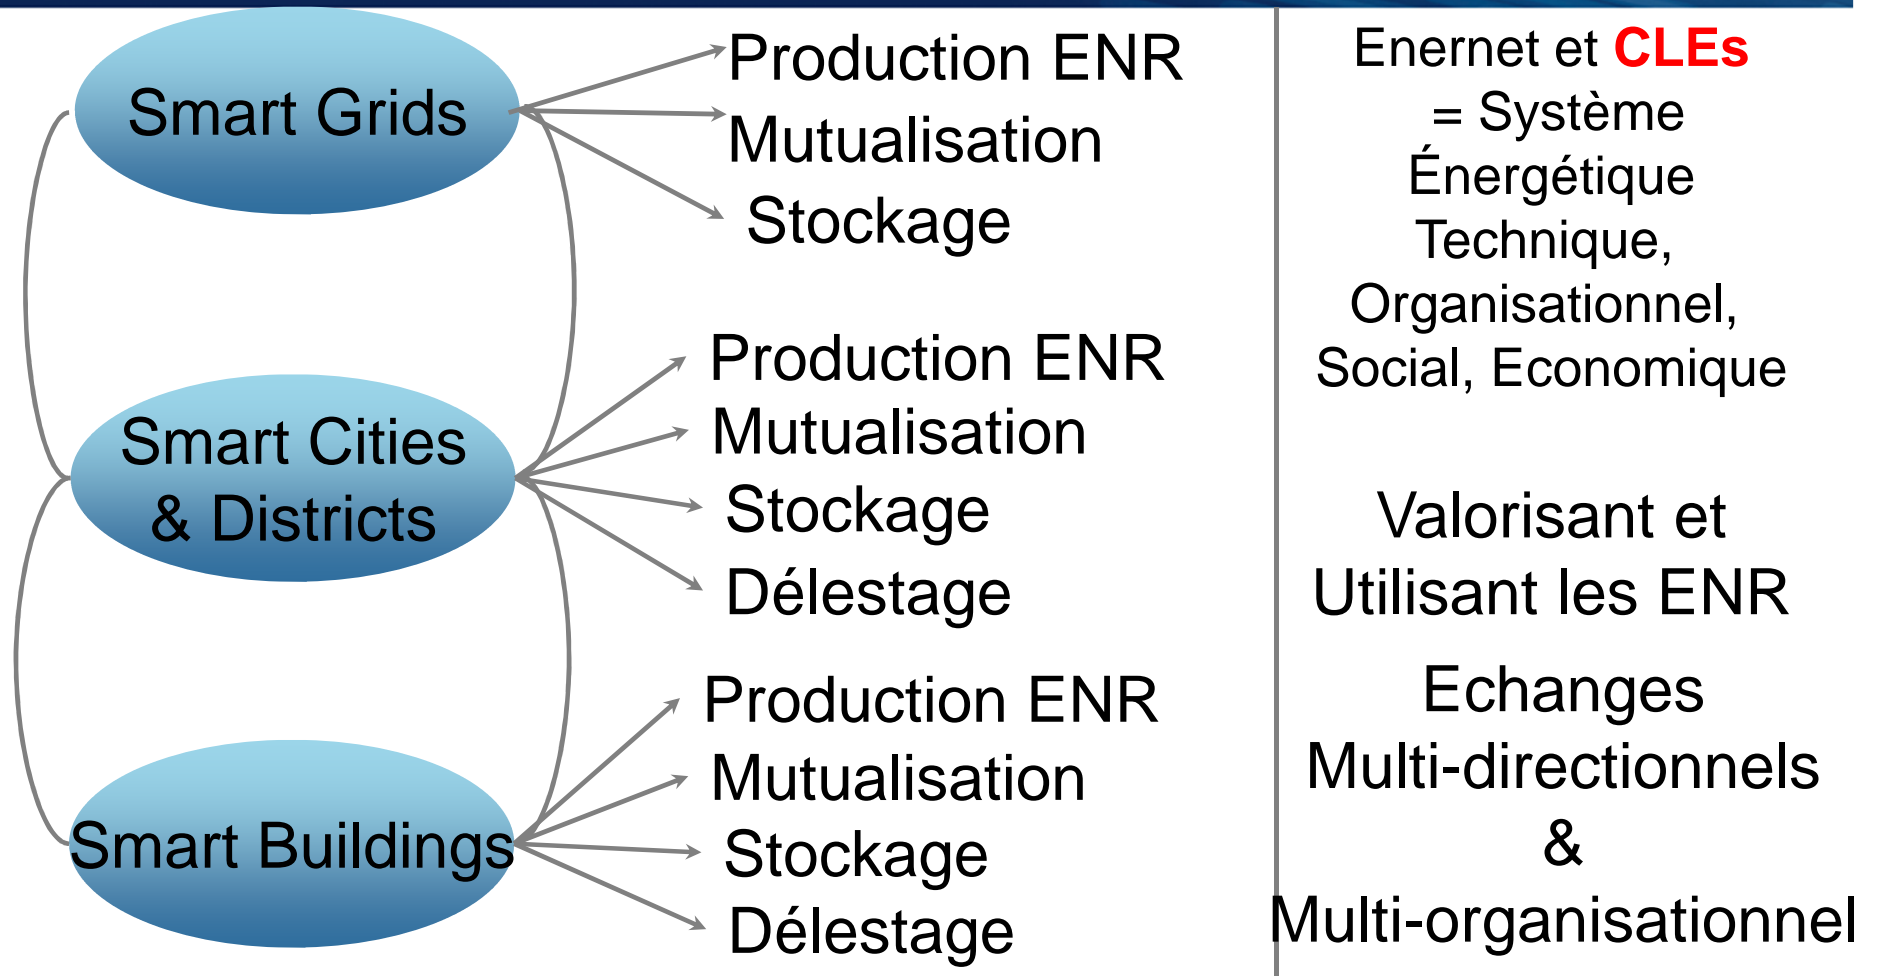 Smart Grids
Production ENR
Mutualisation
Stockage
Smart Cities
& Districts
Production ENR
Mutualisation
Stockage
Délestage
Smart Buildings
Production ENR
Mutualisation
Stockage
Délestage
Enernet et CLEs
= Système
Énergétique
Technique,
Organisationnel,
Social, Economique
Valorisant et
Utilisant les ENR
Echanges
Multi-directionnels
&
Multi-organisationnel